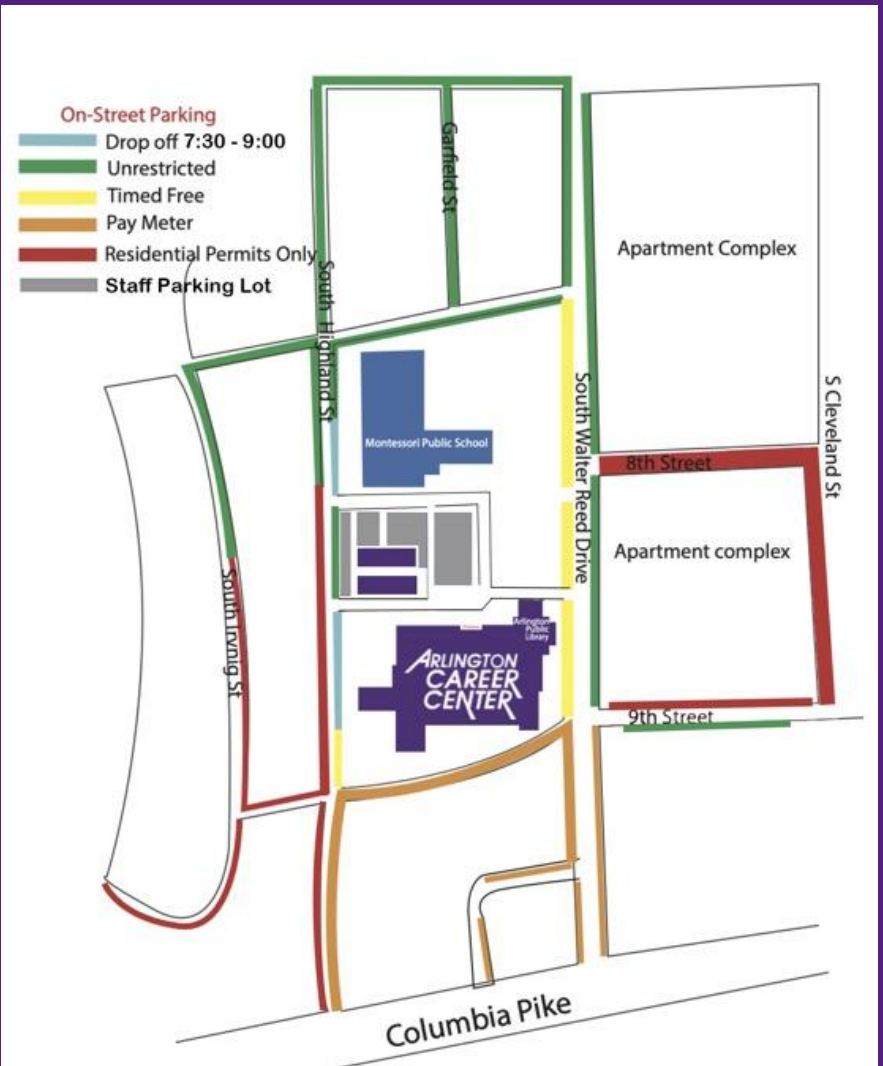 On-Street Parking
Drop off 7:30 - 9:00
Unrestricted
Timed Free
Pay Meter
Residential Permits Only
Staff Parking Lot
Garfield St
Apartment Complex
South Highland St
Montessori Public School
South Walter Reed Drive
S Cleveland St
8th Street
Apartment complex
South Irvnig St
Arlington
Public
Library
ARLINGTON
CAREER
CENTER
9th Street
Columbia Pike